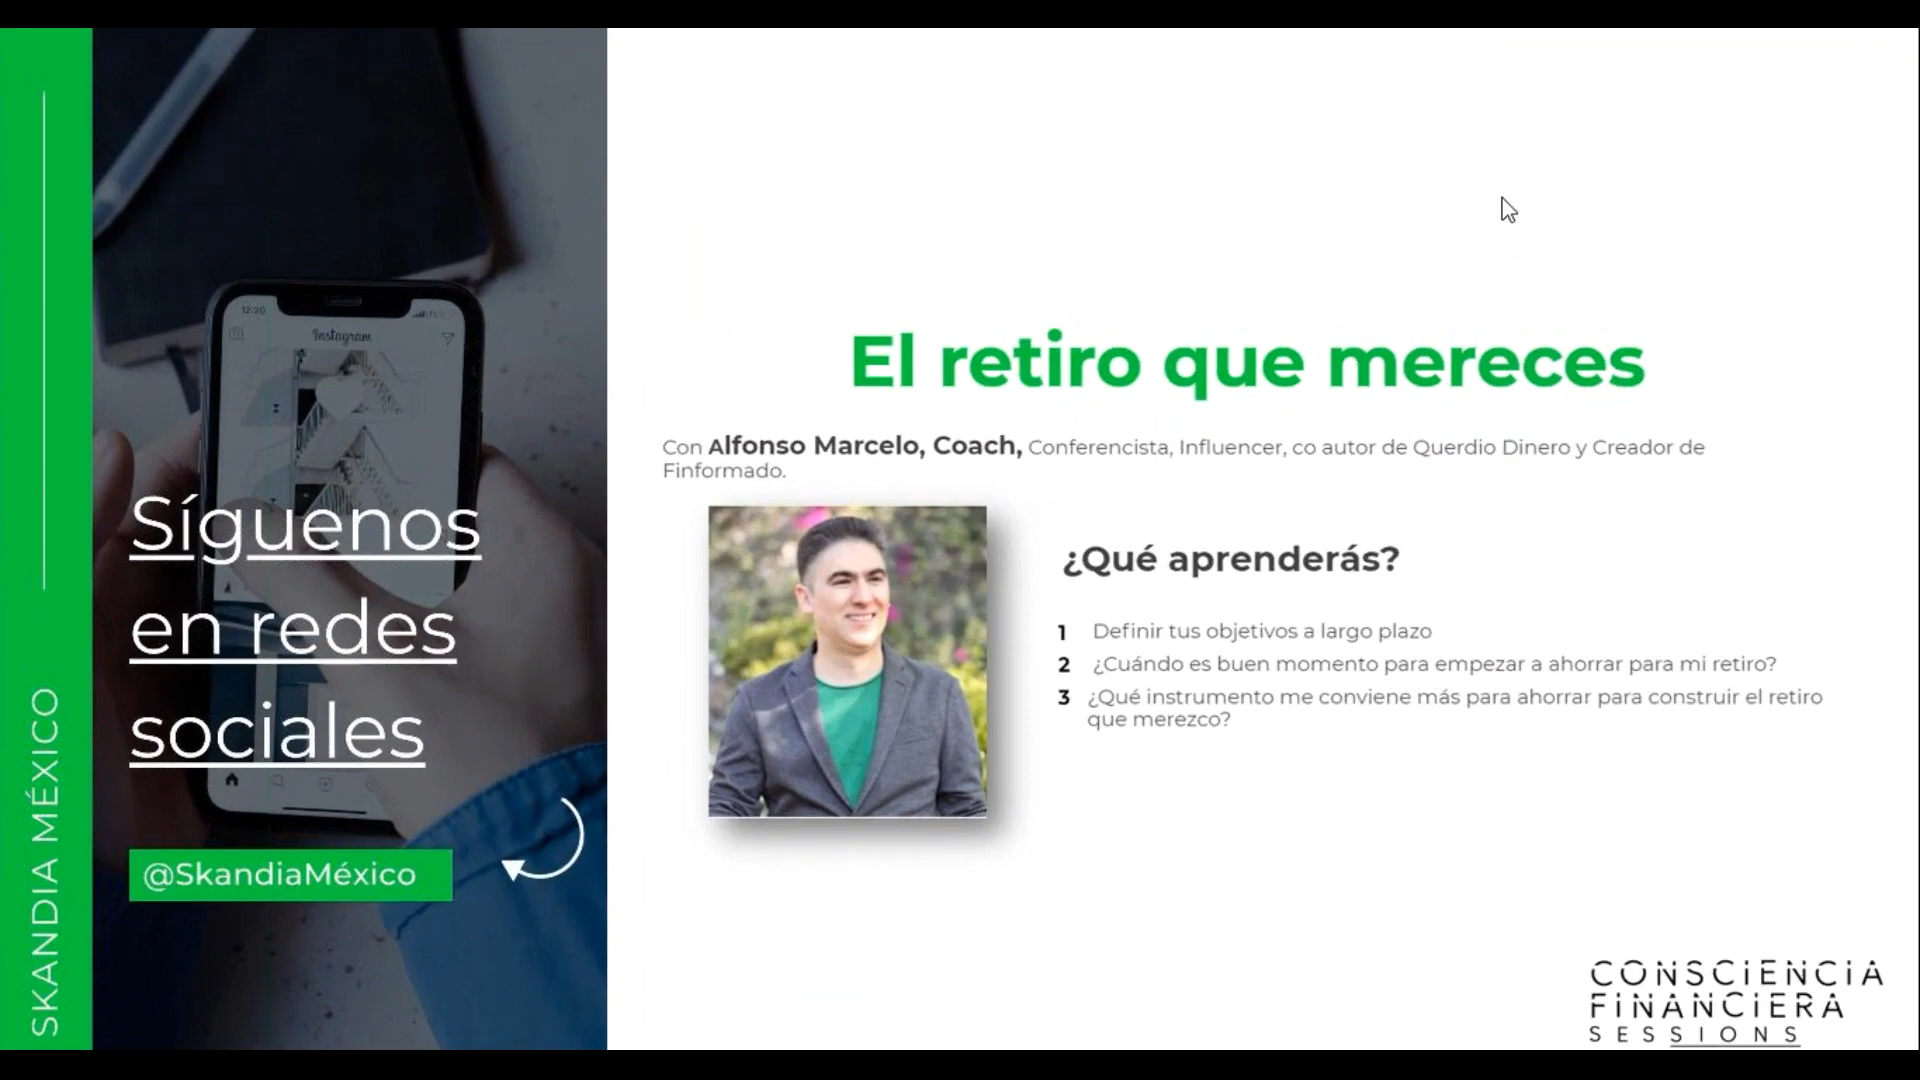 SKANDIA MÉXICO
12:20
Instagram
Síguenos
en redes
sociales
@SkandiaMéxico
El retiro que mereces
Con Alfonso Marcelo, Coach, Conferencista, Influencer, co autor de Querdio Dinero y Creador de
Finformado.
¿Qué aprenderás?
1 Definir tus objetivos a largo plazo
2 ¿Cuándo es buen momento para empezar a ahorrar para mi retiro?
3 ¿Qué instrumento me conviene más para ahorrar para construir el retiro
que merezco?
CONSCIENCIA
FINANCIERA
SESSIONS